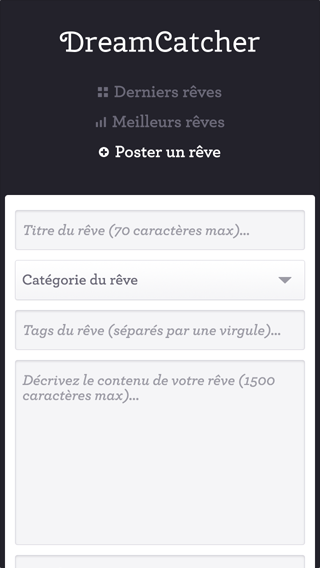 DreamCatcher
Derniers rêves
Meilleurs rêves
Poster un rêve
Titre du rêve (70 caractères max)...
Catégorie du rêve
Tags du rêve (séparés par une virgule)...
Décrivez le contenu de votre rêve (1500
caractères max)...